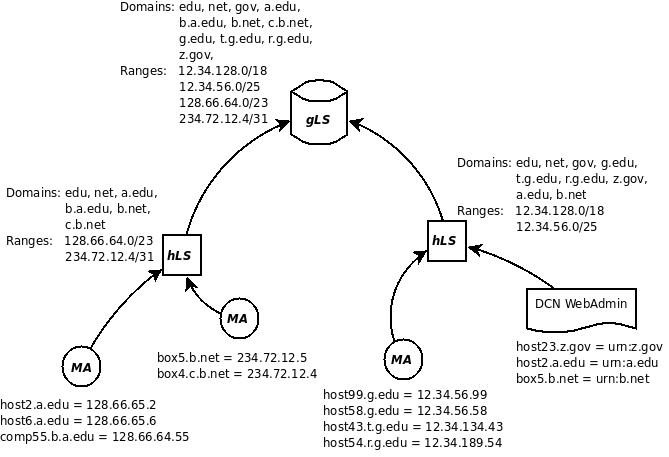 Domains: edu, net, gov, a.edu,
b.a.edu, b.net, c.b.net,
g.edu, t.g.edu, r.g.edu,
z.gov,
Ranges: 12.34.128.0/18
12.34.56.0/25
128.66.64.0/23
234.72.12.4/31
gLS
Domains: edu, net, a.edu,
b.a.edu, b.net,
c.b.net
Ranges: 128.66.64.0/23
234.72.12.4/31
hLS
Domains: edu, net, gov, g.edu,
t.g.edu, r.g.edu, z.gov,
a.edu, b.net
Ranges: 12.34.128.0/18
12.34.56.0/25
hLS
MA
host2.a.edu = 128.66.65.2
host6.a.edu = 128.66.65.6
comp55.b.a.edu = 128.66.64.55
MA
box5.b.net = 234.72.12.5
box4.c.b.net = 234.72.12.4
MA
host99.g.edu = 12.34.56.99
host58.g.edu = 12.34.56.58
host43.t.g.edu = 12.34.134.43
host54.r.g.edu = 12.34.189.54
DCN WebAdmin
host23.z.gov = urn:z.gov
host2.a.edu = urn:a.edu
box5.b.net = urn:b.net